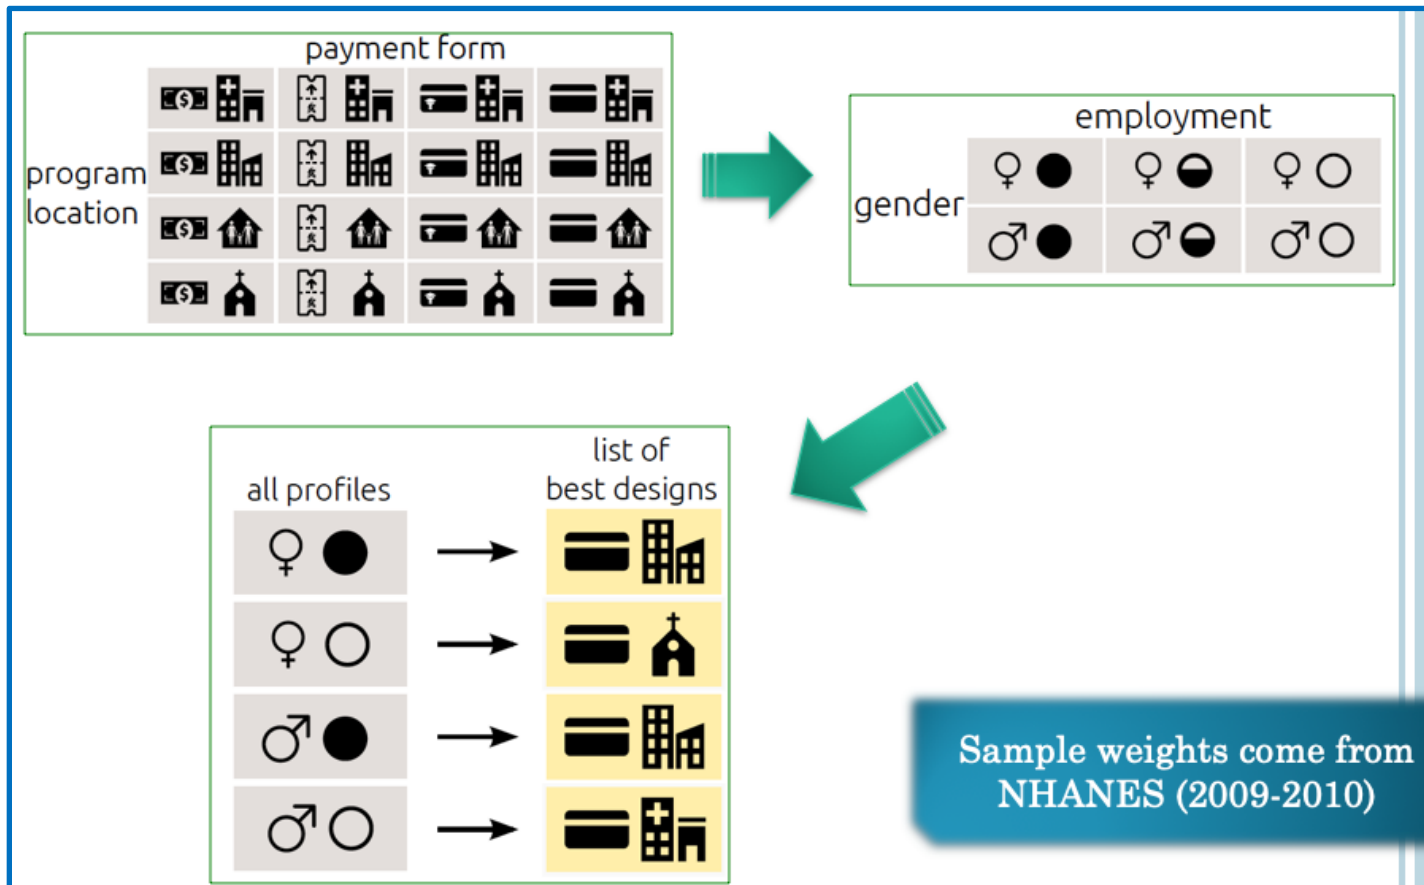 payment form
program
location
employment
gender
all profiles
list of
best designs
Sample weights come from
NHANES (2009-2010)